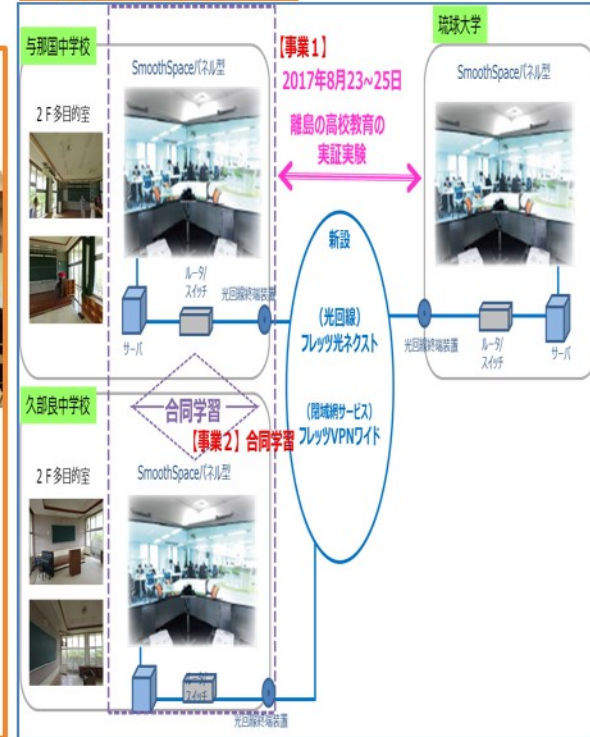 与那国中学校
SmoothSpaceパネル型
2F多目的室
ルータ/
スイッチ
光回線終端装置
サーバ
【事業1】
2017年8月23~25日
離島の高校教育の
実証実験
琉球大学
SmoothSpaceパネル型
光回線終端装置
ルータ/
スイッチ
サーバ
新設
(光回線)
フレッツ光ネクスト
(閉域網サービス)
フレッツVPNワイド
合同学習
【事業2】合同学習
久部良中学校
SmoothSpaceパネル型
2F多目的室
ルータ/
スイッチ
光回線終端装置